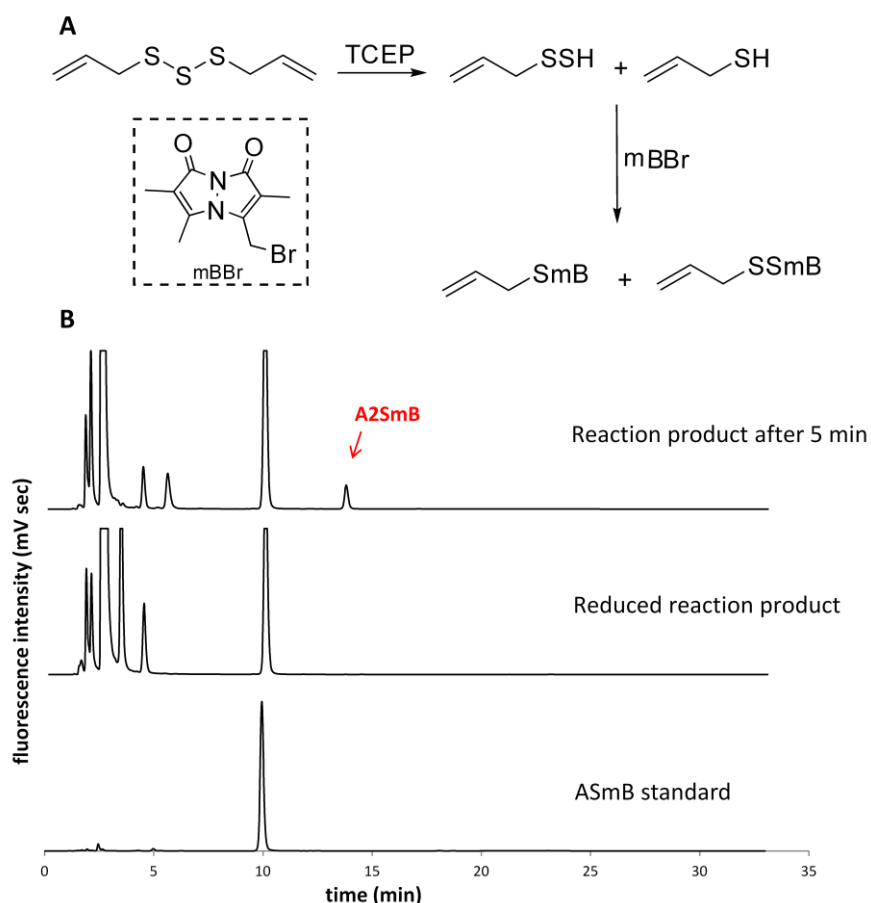 A
S S S
TCEP
SSH + SH
O O
N
N
Br
mBBr
mBBr
SmB + SSmB
B
A2SmB
Reaction product after 5 min
Reduced reaction product
ASmB standard
fluorescence intensity (mV sec)
0 5 10 15 20 25 30 35
time (min)